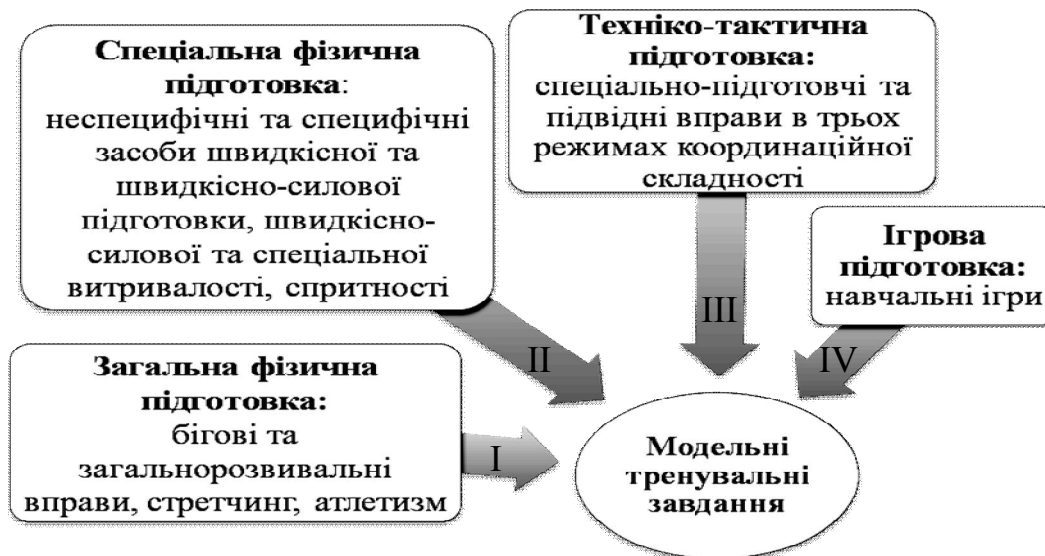 Спеціальна фізична
підготовка:
неспецифічні та специфічні
засоби швидкісної та
швидкісно-силової
підготовки, швидкісно-
силової та спеціальної
витривалості, спритності
Техніко-тактична
підготовка:
спеціально-підготовчі та
підвідні вправи в трьох
режимах координаційної
складності
Ігрова
підготовка:
навчальні ігри
Загальна фізична
підготовка:
бігові та
загальнорозвивальні
вправи, стретчинг, атлетизм
I
II
III
IV
Модельні
тренувальні
завдання